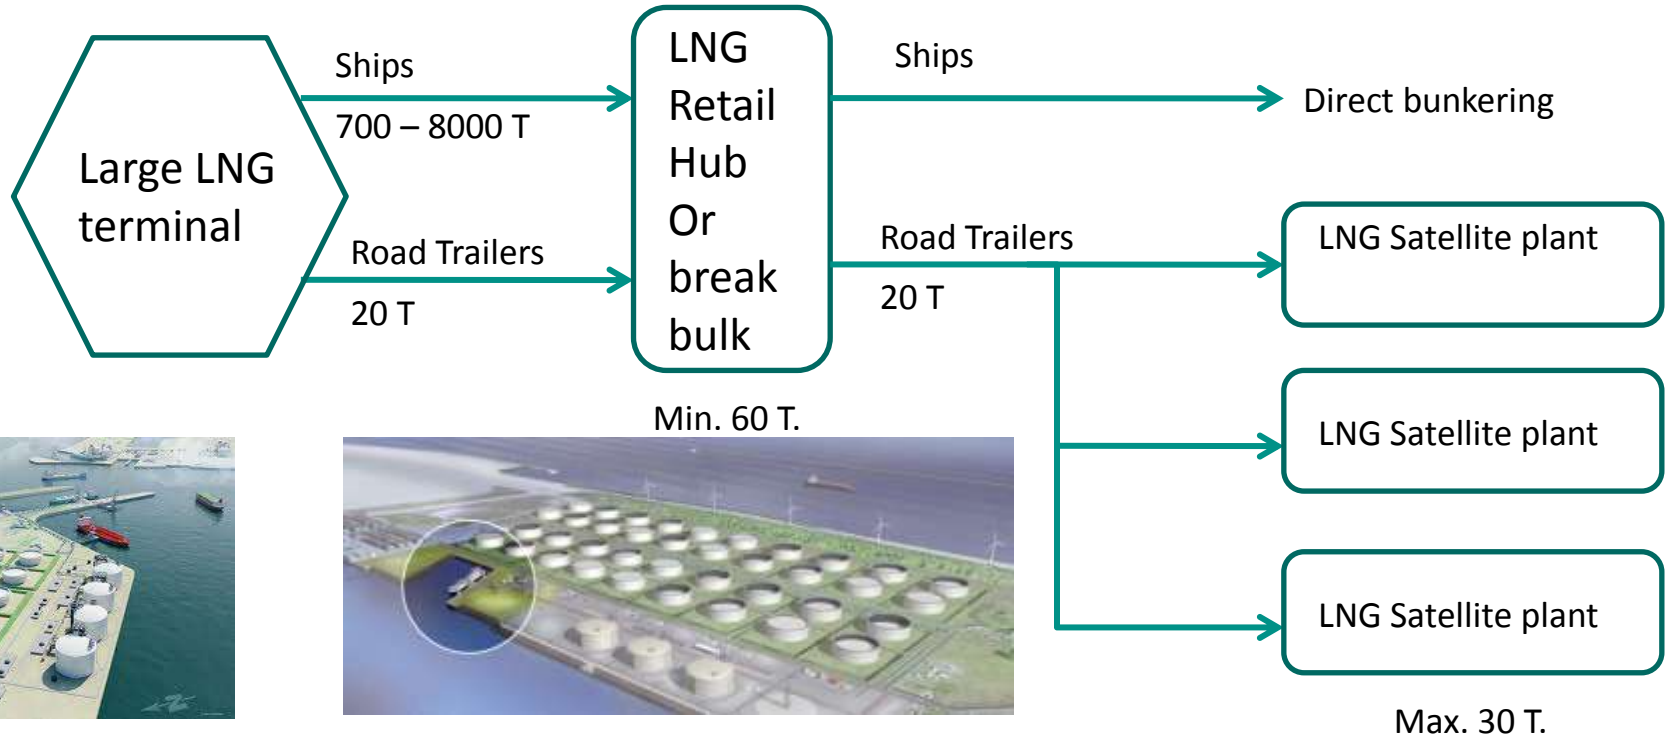 Large LNG
terminal
Ships
700 – 8000 T
Road Trailers
20 T
LNG
Retail
Hub
Or
break
bulk
Min. 60 T.
Ships
Direct bunkering
Road Trailers
20 T
LNG Satellite plant
LNG Satellite plant
LNG Satellite plant
Max. 30 T.